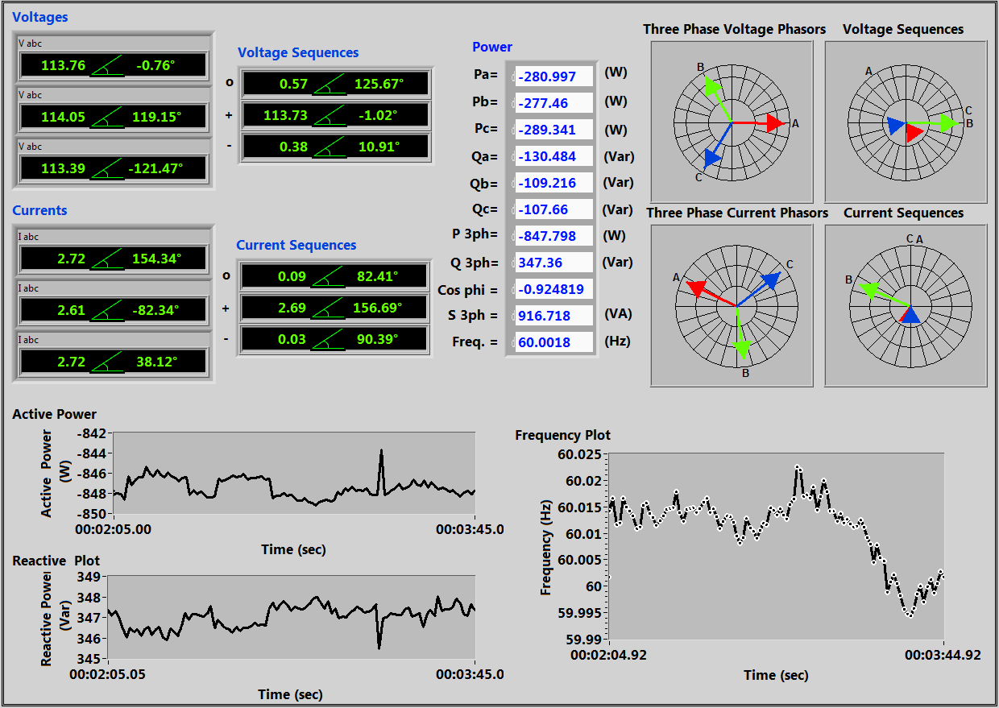 Voltages
V abc
113.76 -0.76°
V abc
114.05 119.15°
V abc
113.39 -121.47°
Voltage Sequences
o 0.57 125.67°
+ 113.73 -1.02°
- 0.38 10.91°
Currents
I abc
2.72 154.34°
I abc
2.61 -82.34°
I abc
2.72 38.12°
Current Sequences
o 0.09 82.41°
+ 2.69 156.69°
- 0.03 90.39°
Power
Pa= -280.997 (W)
Pb= -277.46 (W)
Pc= -289.341 (W)
Qa= -130.484 (Var)
Qb= -109.216 (Var)
Qc= -107.66 (Var)
P 3ph= -847.798 (W)
Q 3ph= 347.36 (Var)
Cos phi = -0.924819
S 3ph= 916.718 (VA)
Freq. = 60.0018 (Hz)
Three Phase Voltage Phasors
B
A
C
Voltage Sequences
A
C
B
Three Phase Current Phasors
A
C
B
Current Sequences
C A
B
Active Power
Active Power
(W)
-842
-844
-846
-848
-850
00:02:05.00 00:03:45.0
Time (sec)
Reactive Plot
Reactive Power
(Var)
349
348
347
346
345
00:02:05.05 00:03:45.0
Time (sec)
Frequency Plot
Frequency (Hz)
60.025
60.02
60.015
60.01
60.005
60
59.995
59.99
00:02:04.92 00:03:44.92
Time (sec)